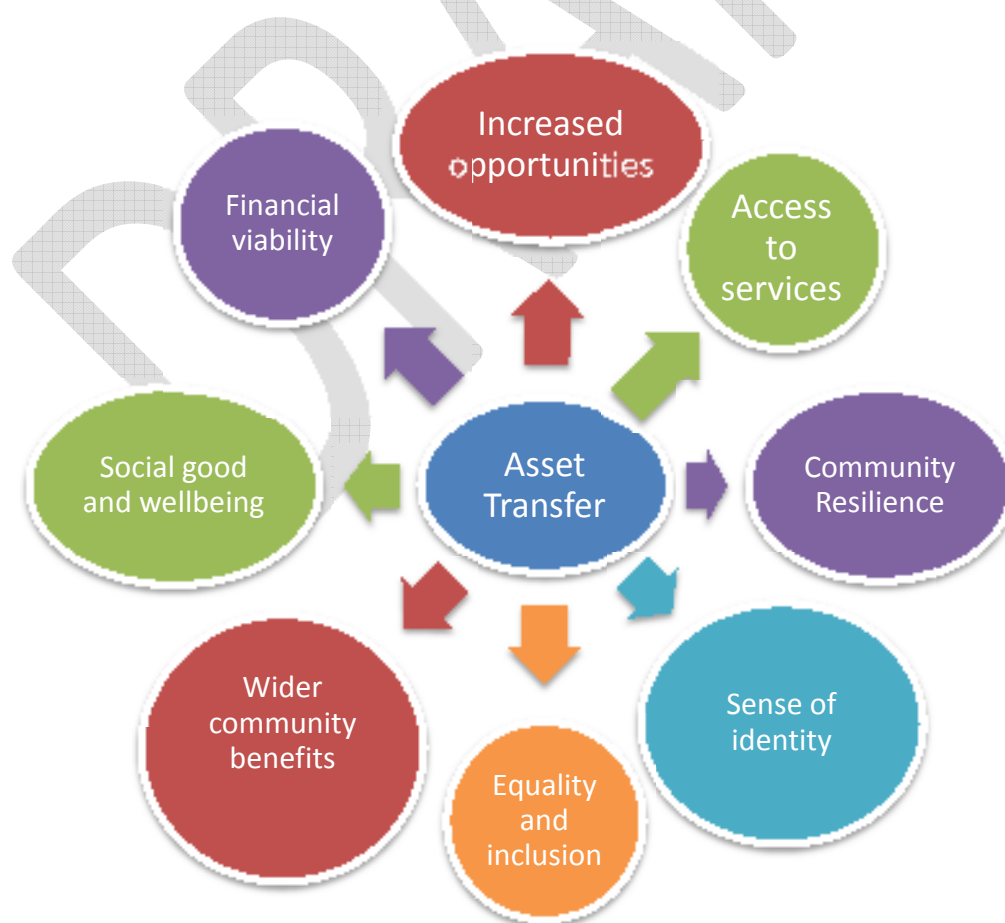 Increased
opportunities
Access
to
services
Community
Resilience
Sense of
identity
Equality
and
inclusion
Wider
community
benefits
Social good
and wellbeing
Financial
viability
Asset
Transfer